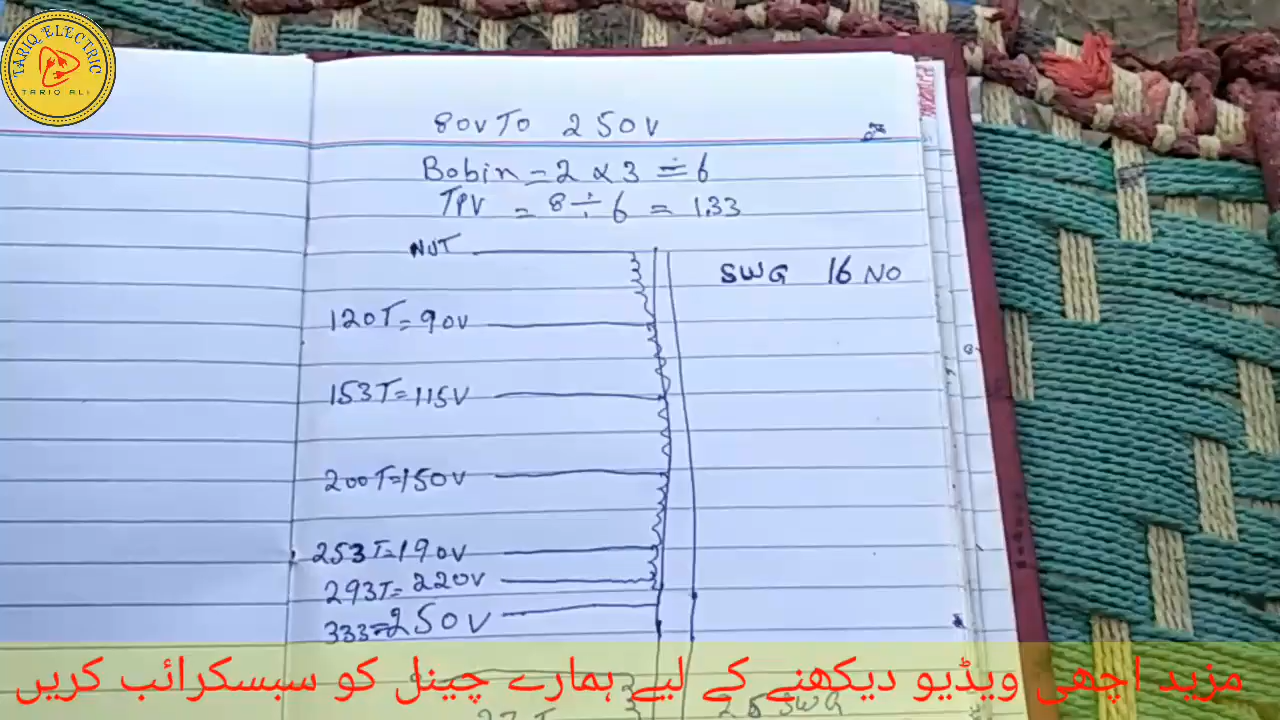 TARIQ ELECTRIC
TARIQ ALI
80V TO 250V
Bobin = 2 x 3 = 6
TPV = 8 ÷ 6 = 1.33
NUT
SWG 16 NO
120T = 90V
153T = 115V
200T = 150V
253T = 190V
293T = 220V
333 = 250V
مزید اچھی ویڈیو دیکھنے کے لیے ہمارے چینل کو سبسکرائب کریں